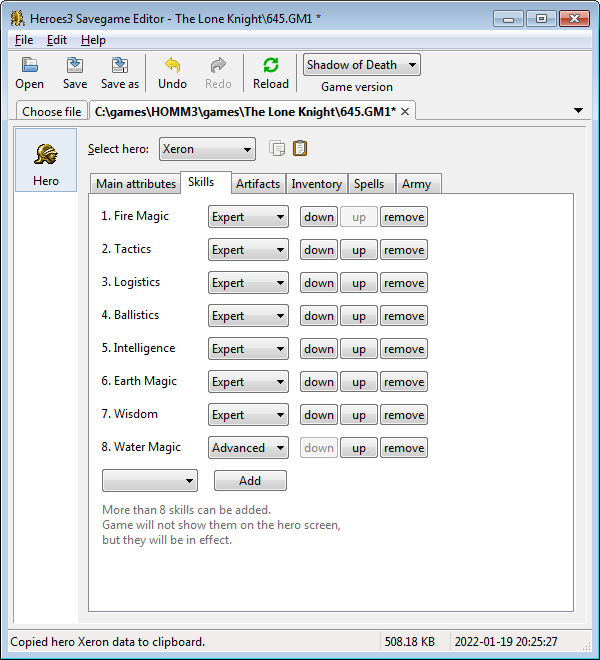 Heroes3 Savegame Editor - The Lone Knight\645.GM1 *
File Edit Help
Open Save Save as Undo Redo Reload Shadow of Death Game version
Choose file C:\games\HOMM3\games\The Lone Knight\645.GM1*
Hero
Select hero: Xeron
Main attributes Skills Artifacts Inventory Spells Army
1. Fire Magic Expert down up remove
2. Tactics Expert down up remove
3. Logistics Expert down up remove
4. Ballistics Expert down up remove
5. Intelligence Expert down up remove
6. Earth Magic Expert down up remove
7. Wisdom Expert down up remove
8. Water Magic Advanced down up remove
Add
More than 8 skills can be added.
Game will not show them on the hero screen,
but they will be in effect.
Copied hero Xeron data to clipboard. 508.18 KB 2022-01-19 20:25:27